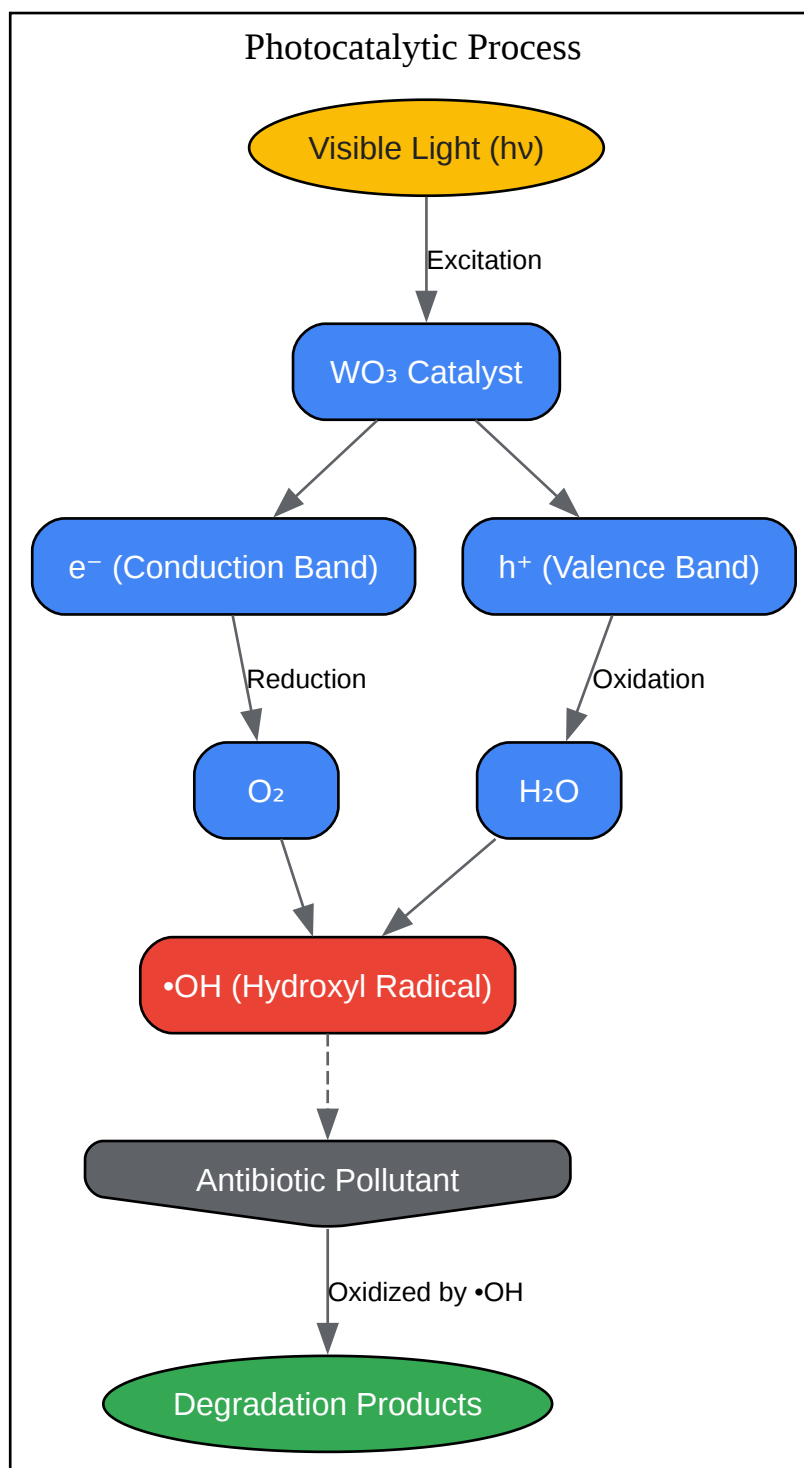 Photocatalytic Process
Visible Light (hν)
Excitation
WO₃ Catalyst
e⁻ (Conduction Band)
h⁺ (Valence Band)
Reduction
Oxidation
O₂
H₂O
•OH (Hydroxyl Radical)
Antibiotic Pollutant
Oxidized by •OH
Degradation Products